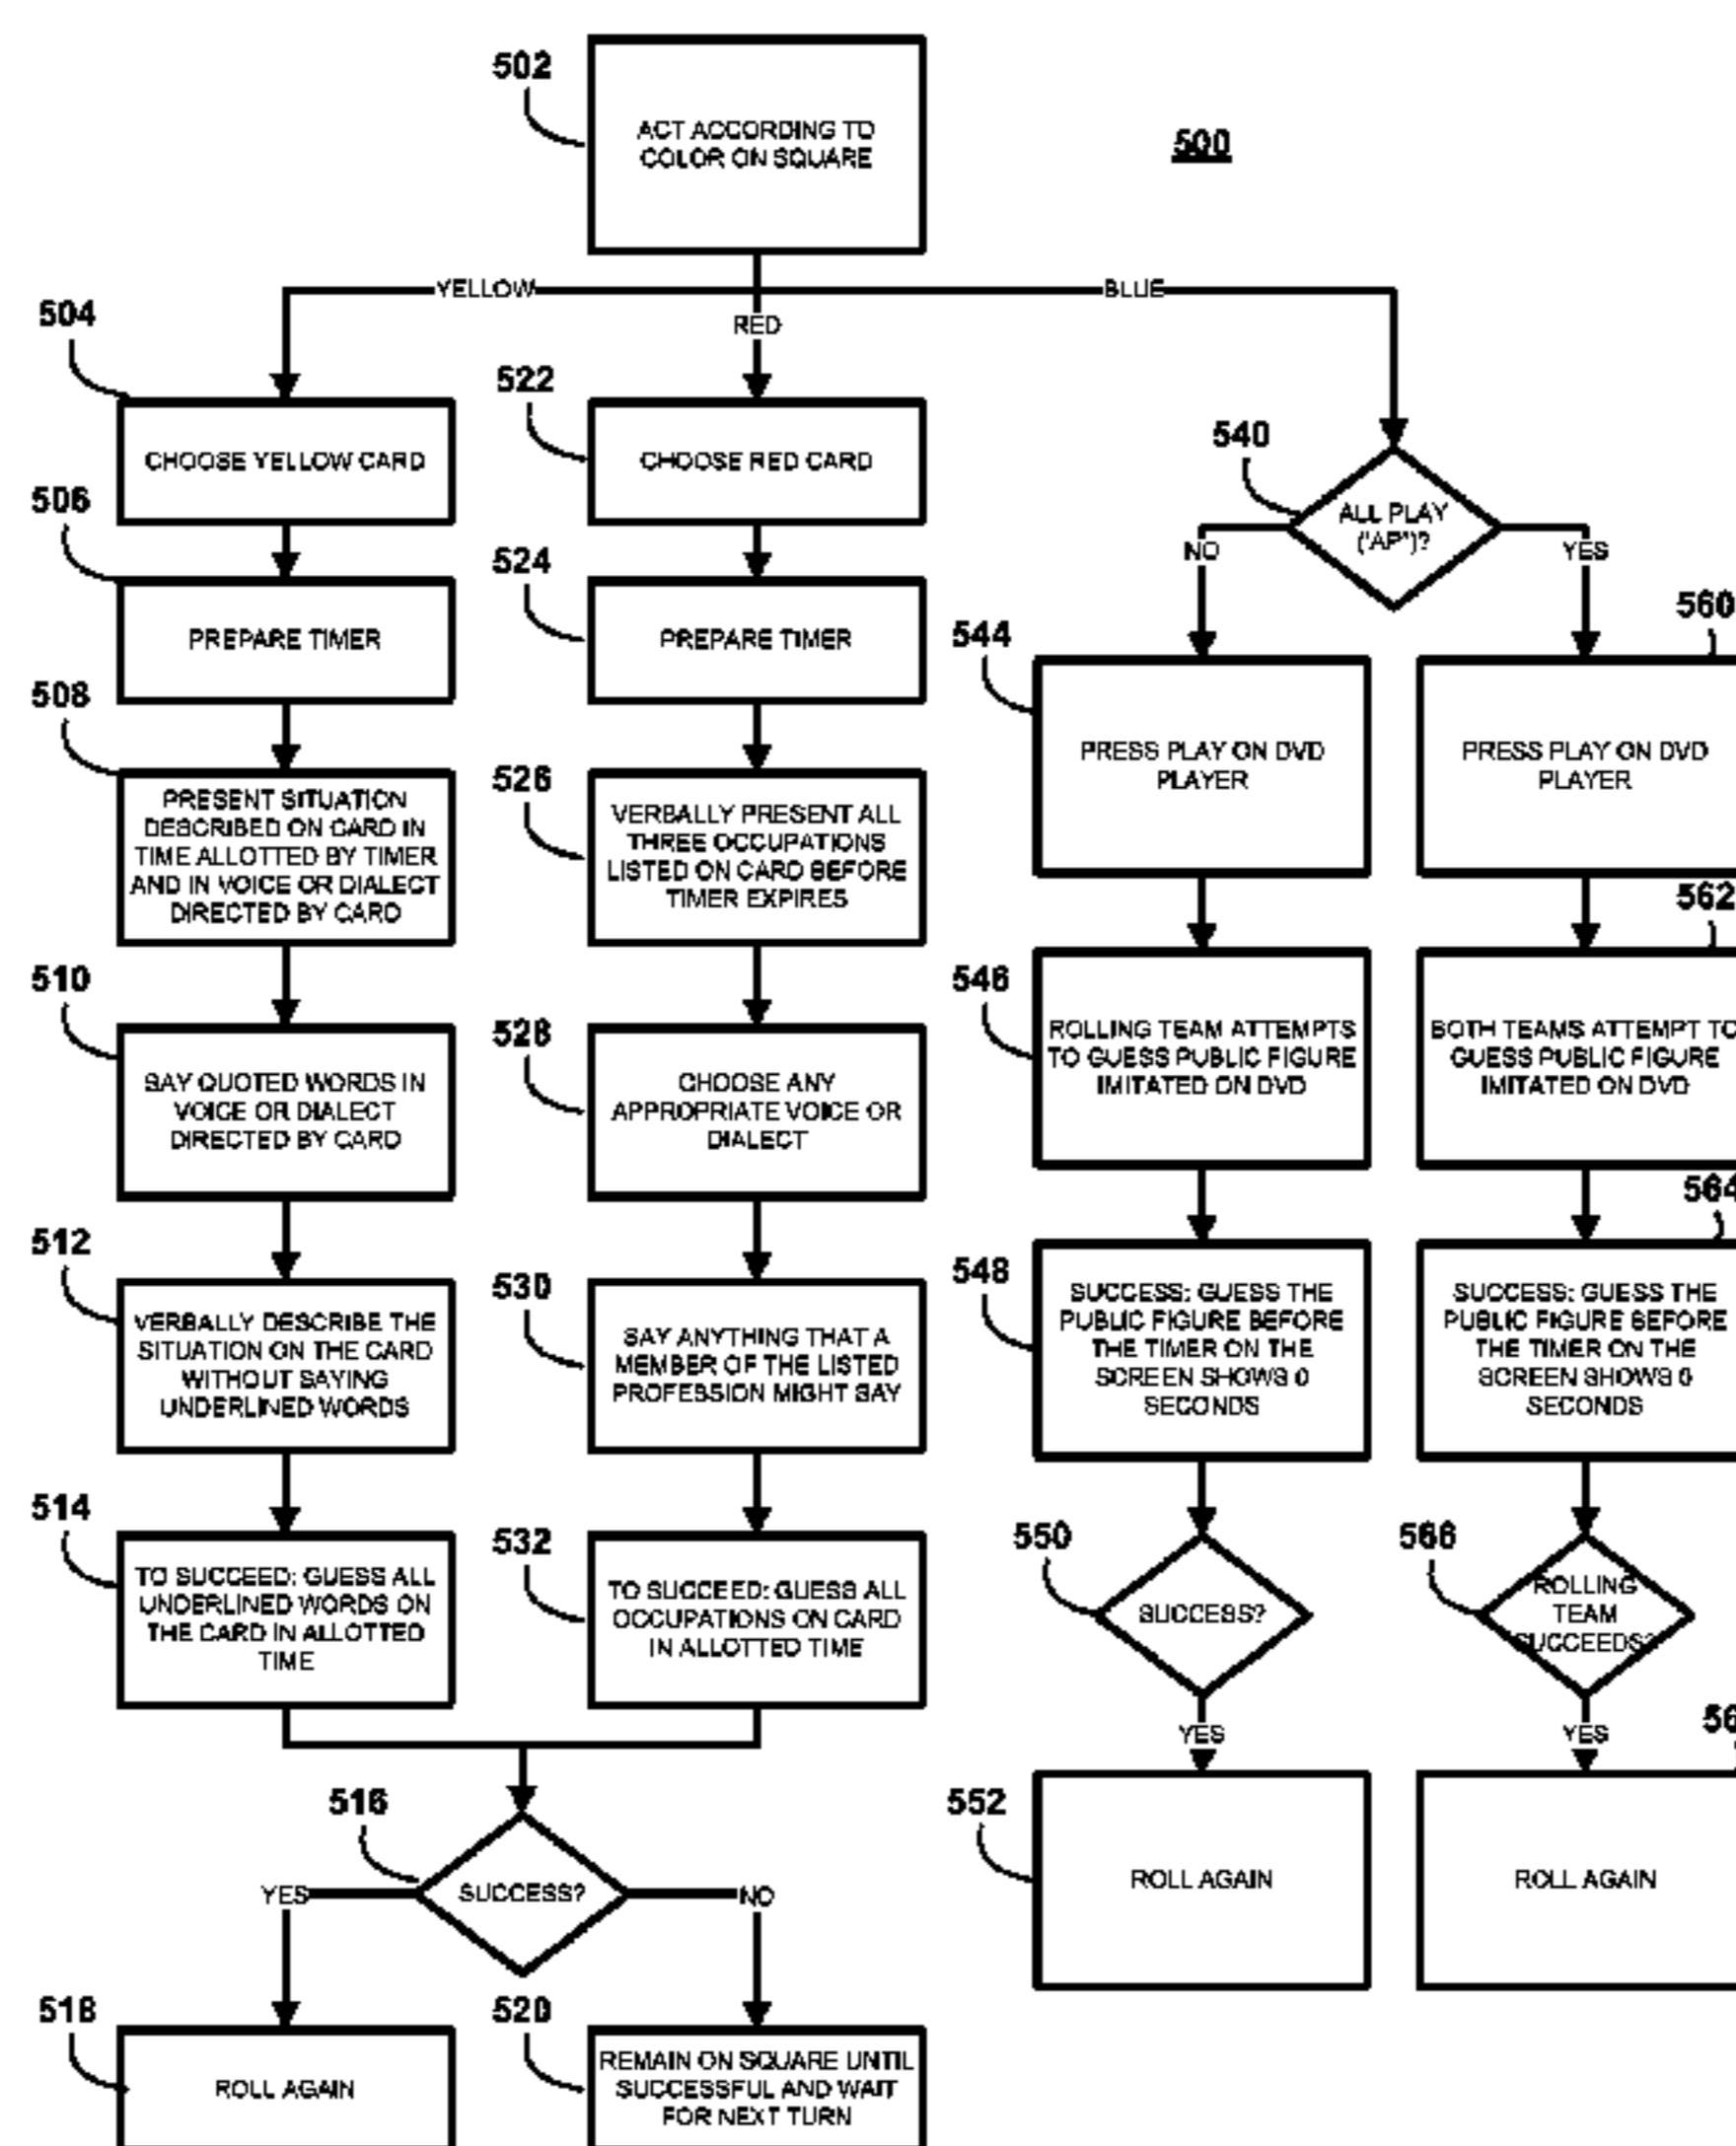 502
ACT ACCORDING TO
COLOR ON SQUARE
500
YELLOW
RED
BLUE
504
CHOOSE YELLOW CARD
506
PREPARE TIMER
508
PRESENT SITUATION
DESCRIBED ON CARD IN
TIME ALLOTTED BY TIMER
AND IN VOICE OR DIALECT
DIRECTED BY CARD
510
SAY QUOTED WORDS IN
VOICE OR DIALECT
DIRECTED BY CARD
512
VERBALLY DESCRIBE THE
SITUATION ON THE CARD
WITHOUT SAYING
UNDERLINED WORDS
514
TO SUCCEED: GUESS ALL
UNDERLINED WORDS ON
THE CARD IN ALLOTTED
TIME
522
CHOOSE RED CARD
524
PREPARE TIMER
526
VERBALLY PRESENT ALL
THREE OCCUPATIONS
LISTED ON CARD BEFORE
TIMER EXPIRES
528
CHOOSE ANY
APPROPRIATE VOICE OR
DIALECT
530
SAY ANYTHING THAT A
MEMBER OF THE LISTED
PROFESSION MIGHT SAY
532
TO SUCCEED: GUESS ALL
OCCUPATIONS ON CARD
IN ALLOTTED TIME
516
SUCCESS?
YES
NO
518
ROLL AGAIN
520
REMAIN ON SQUARE UNTIL
SUCCESSFUL AND WAIT
FOR NEXT TURN
540
ALL PLAY
("AP")?
NO
YES
544
PRESS PLAY ON DVD
PLAYER
546
ROLLING TEAM ATTEMPTS
TO GUESS PUBLIC FIGURE
IMITATED ON DVD
548
SUCCESS: GUESS THE
PUBLIC FIGURE BEFORE
THE TIMER ON THE
SCREEN SHOWS 0
SECONDS
550
SUCCESS?
YES
552
ROLL AGAIN
560
PRESS PLAY ON DVD
PLAYER
562
BOTH TEAMS ATTEMPT TO
GUESS PUBLIC FIGURE
IMITATED ON DVD
564
SUCCESS: GUESS THE
PUBLIC FIGURE BEFORE
THE TIMER ON THE
SCREEN SHOWS 0
SECONDS
566
ROLLING
TEAM
SUCCEEDS?
YES
ROLL AGAIN